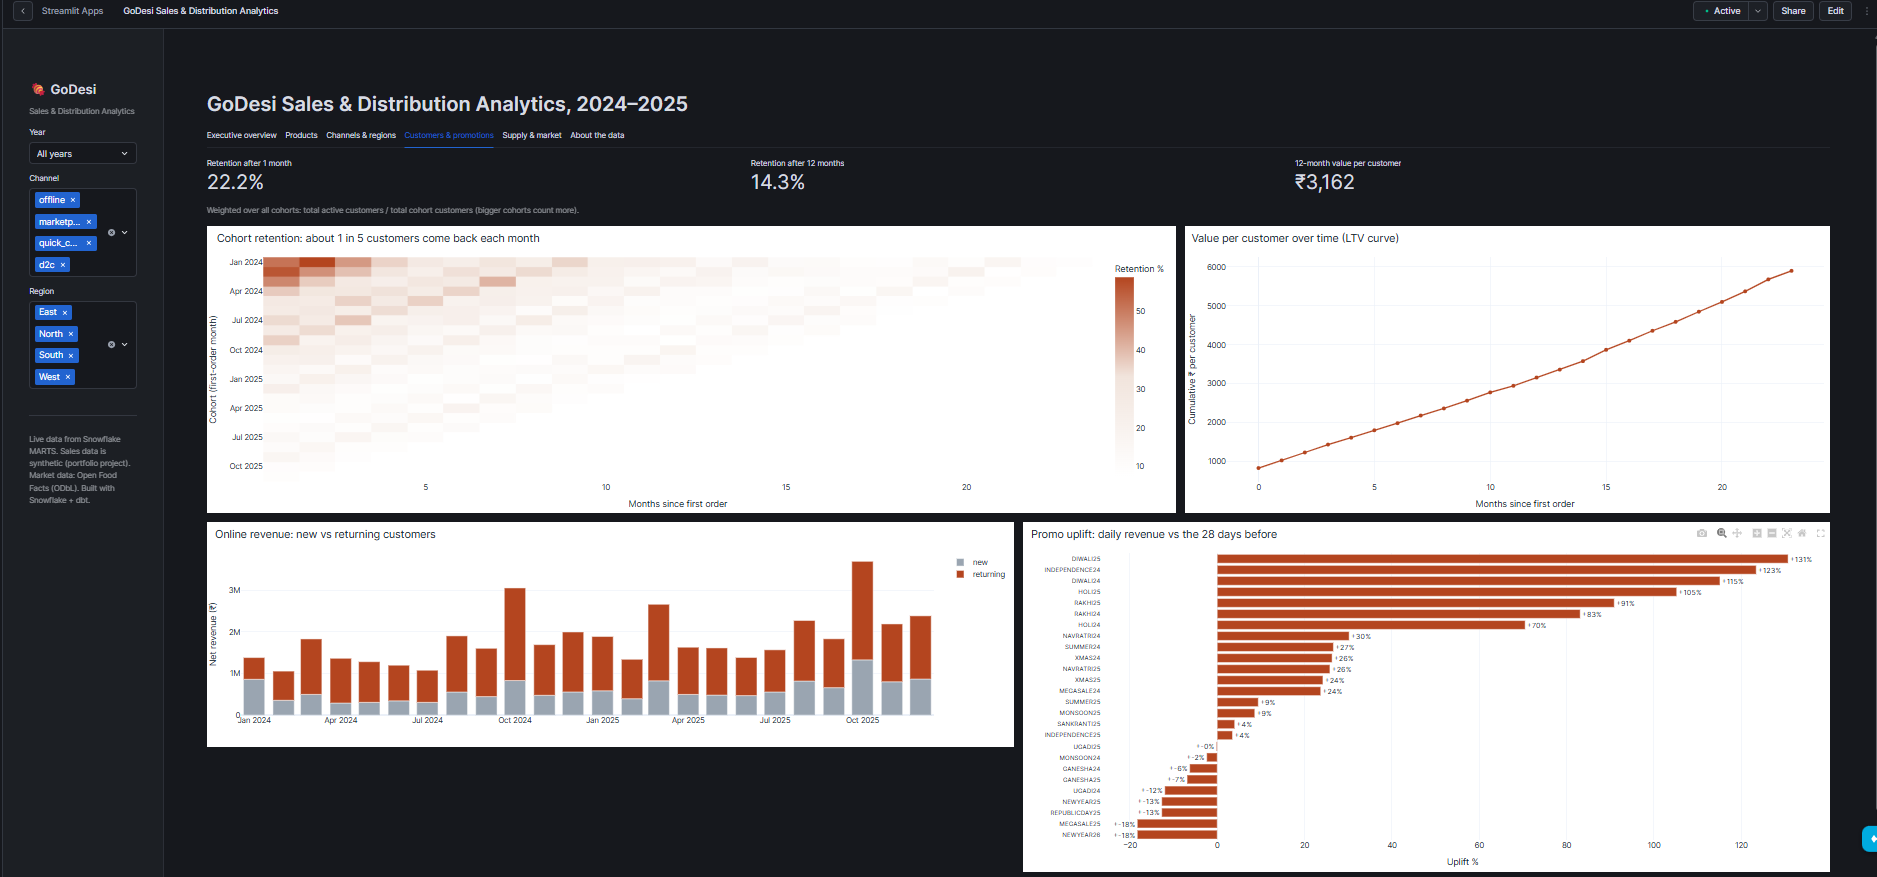 Streamlit Apps
GoDesi Sales & Distribution Analytics
Active
Share
Edit
GoDesi
Sales & Distribution Analytics
Year
All years
Channel
offline ×
marketp... ×
quick_c... ×
d2c ×
Region
East ×
North ×
South ×
West ×
Live data from Snowflake
MARTS. Sales data is
synthetic (portfolio project).
Market data: Open Food
Facts (ODbL). Built with
Snowflake + dbt.
GoDesi Sales & Distribution Analytics, 2024–2025
Executive overview Products Channels & regions Customers & promotions Supply & market About the data
Retention after 1 month
22.2%
Retention after 12 months
14.3%
12-month value per customer
₹3,162
Weighted over all cohorts: total active customers / total cohort customers (bigger cohorts count more).
Cohort retention: about 1 in 5 customers come back each month
Cohort (first-order month)
Jan 2024
Apr 2024
Jul 2024
Oct 2024
Jan 2025
Apr 2025
Jul 2025
Oct 2025
5 10 15 20
Months since first order
Retention %
50
40
30
20
10
Value per customer over time (LTV curve)
Cumulative ₹ per customer
6000
5000
4000
3000
2000
1000
0 5 10 15 20
Months since first order
Online revenue: new vs returning customers
new
returning
Net revenue (₹)
3M
2M
1M
0
Jan 2024 Apr 2024 Jul 2024 Oct 2024 Jan 2025 Apr 2025 Jul 2025 Oct 2025
Promo uplift: daily revenue vs the 28 days before
DIWALI25 +131%
INDEPENDENCE24 +123%
DIWALI24 +115%
HOLI25 +105%
RAKHI25 +91%
RAKHI24 +83%
HOLI24 +70%
NAVRATRI24 +30%
SUMMER24 +27%
XMAS24 +26%
NAVRATRI25 +26%
XMAS25 +24%
MEGASALE24 +24%
SUMMER25 +9%
MONSOON25 +9%
SANKRANTI25 +4%
INDEPENDENCE25 +4%
UGADI25 +-0%
MONSOON24 +-2%
GANESHA24 +-6%
GANESHA25 +-7%
UGADI24 +-12%
NEWYEAR25 +-13%
REPUBLICDAY25 +-13%
MEGASALE25 +-18%
NEWYEAR26 +-18%
−20 0 20 40 60 80 100 120
Uplift %